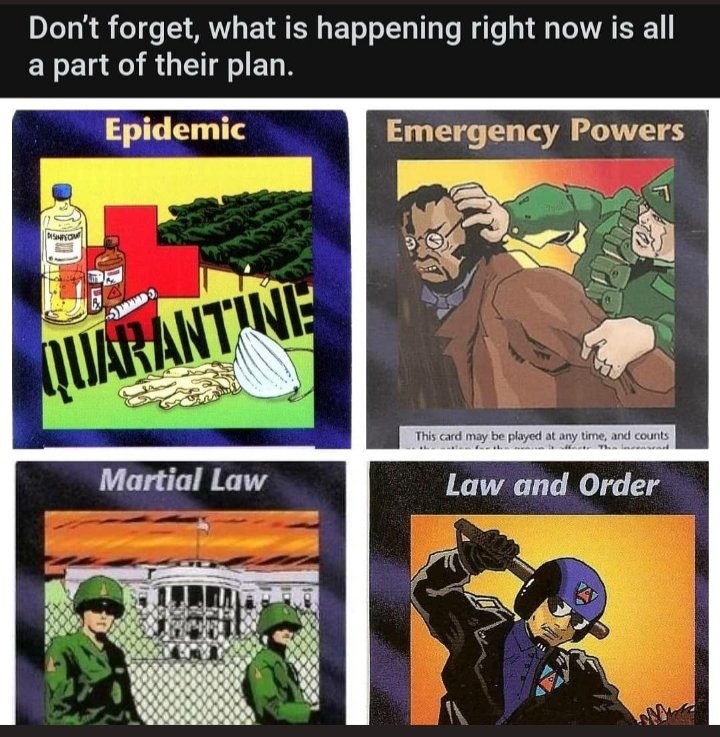 Don't forget, what is happening right now is all
a part of their plan.
Epidemic
DISINFECTANT
QUARANTINE
Emergency Powers
This card may be played at any time, and counts
Martial Law
Law and Order